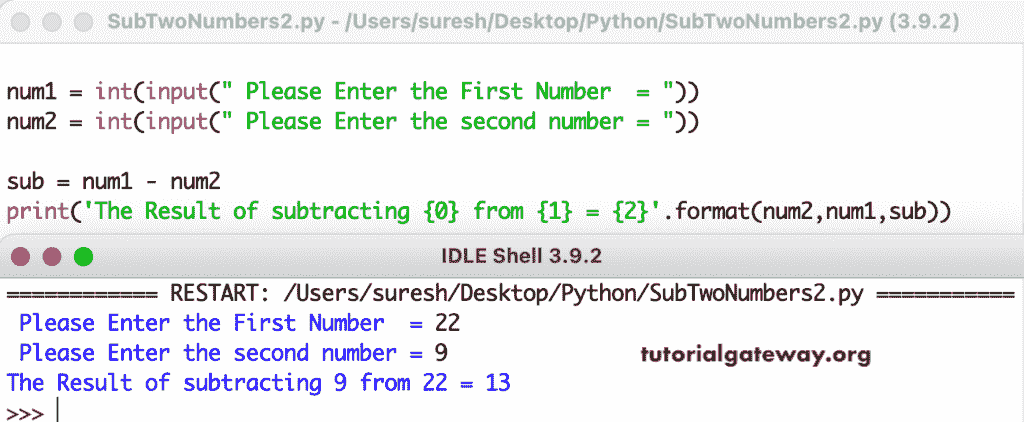 SubTwoNumbers2.py - /Users/suresh/Desktop/Python/SubTwoNumbers2.py (3.9.2)
num1 = int(input(" Please Enter the First Number  = "))
num2 = int(input(" Please Enter the second number = "))
sub = num1 - num2
print('The Result of subtracting {0} from {1} = {2}'.format(num2,num1,sub))
IDLE Shell 3.9.2
============ RESTART: /Users/suresh/Desktop/Python/SubTwoNumbers2.py ===========
 Please Enter the First Number  = 22
 Please Enter the second number = 9
tutorialgateway.org
The Result of subtracting 9 from 22 = 13
>>>